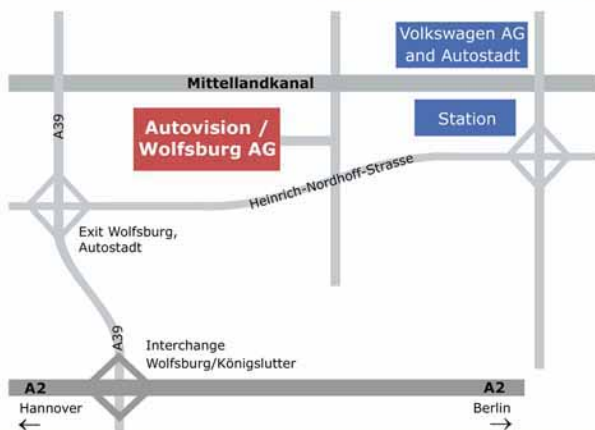 Volkswagen AG
and Autostadt
Mittellandkanal
A39
Autovision /
Wolfsburg AG
Station
Heinrich-Nordhoff-Strasse
Exit Wolfsburg,
Autostadt
A39
Interchange
Wolfsburg/Königslutter
A2
A2
Hannover
Berlin